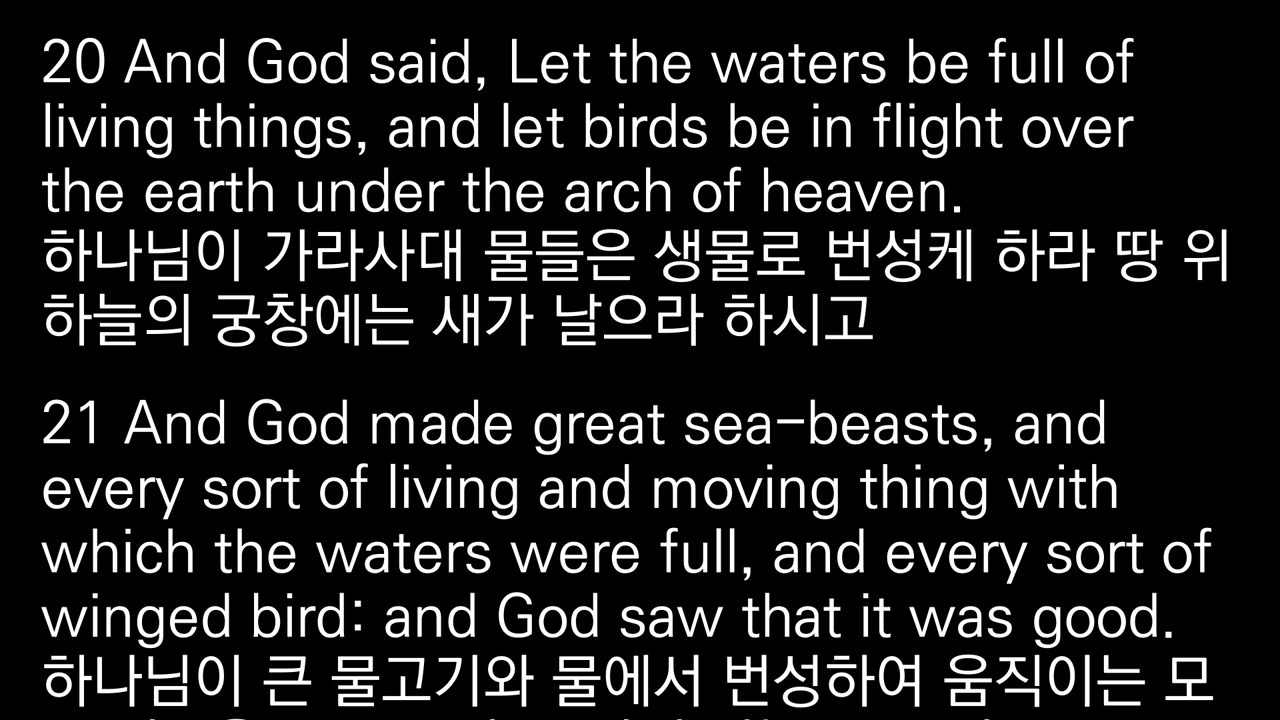 20 And God said, Let the waters be full of
living things, and let birds be in flight over
the earth under the arch of heaven.
하나님이 가라사대 물들은 생물로 번성케 하라 땅 위
하늘의 궁창에는 새가 날으라 하시고
21 And God made great sea-beasts, and
every sort of living and moving thing with
which the waters were full, and every sort of
winged bird: and God saw that it was good.
하나님이 큰 물고기와 물에서 번성하여 움직이는 모